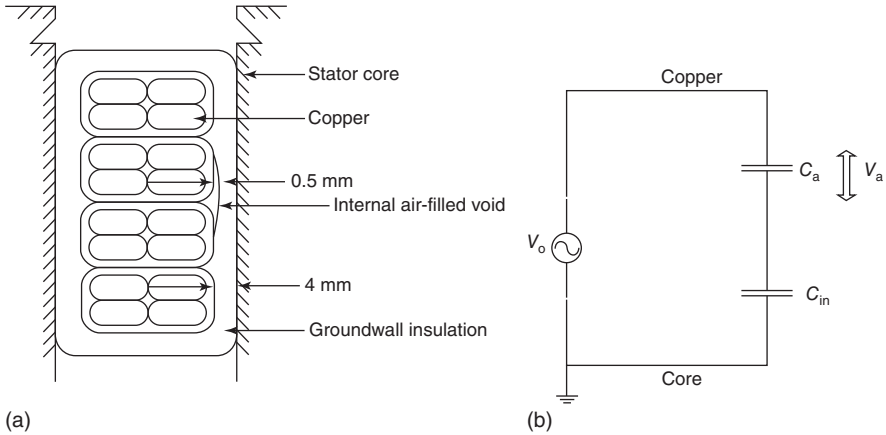 Stator core
Copper
0.5 mm
Internal air-filled void
4 mm
Groundwall insulation
(a)
Copper
Ca
Va
Vo
Cin
Core
(b)